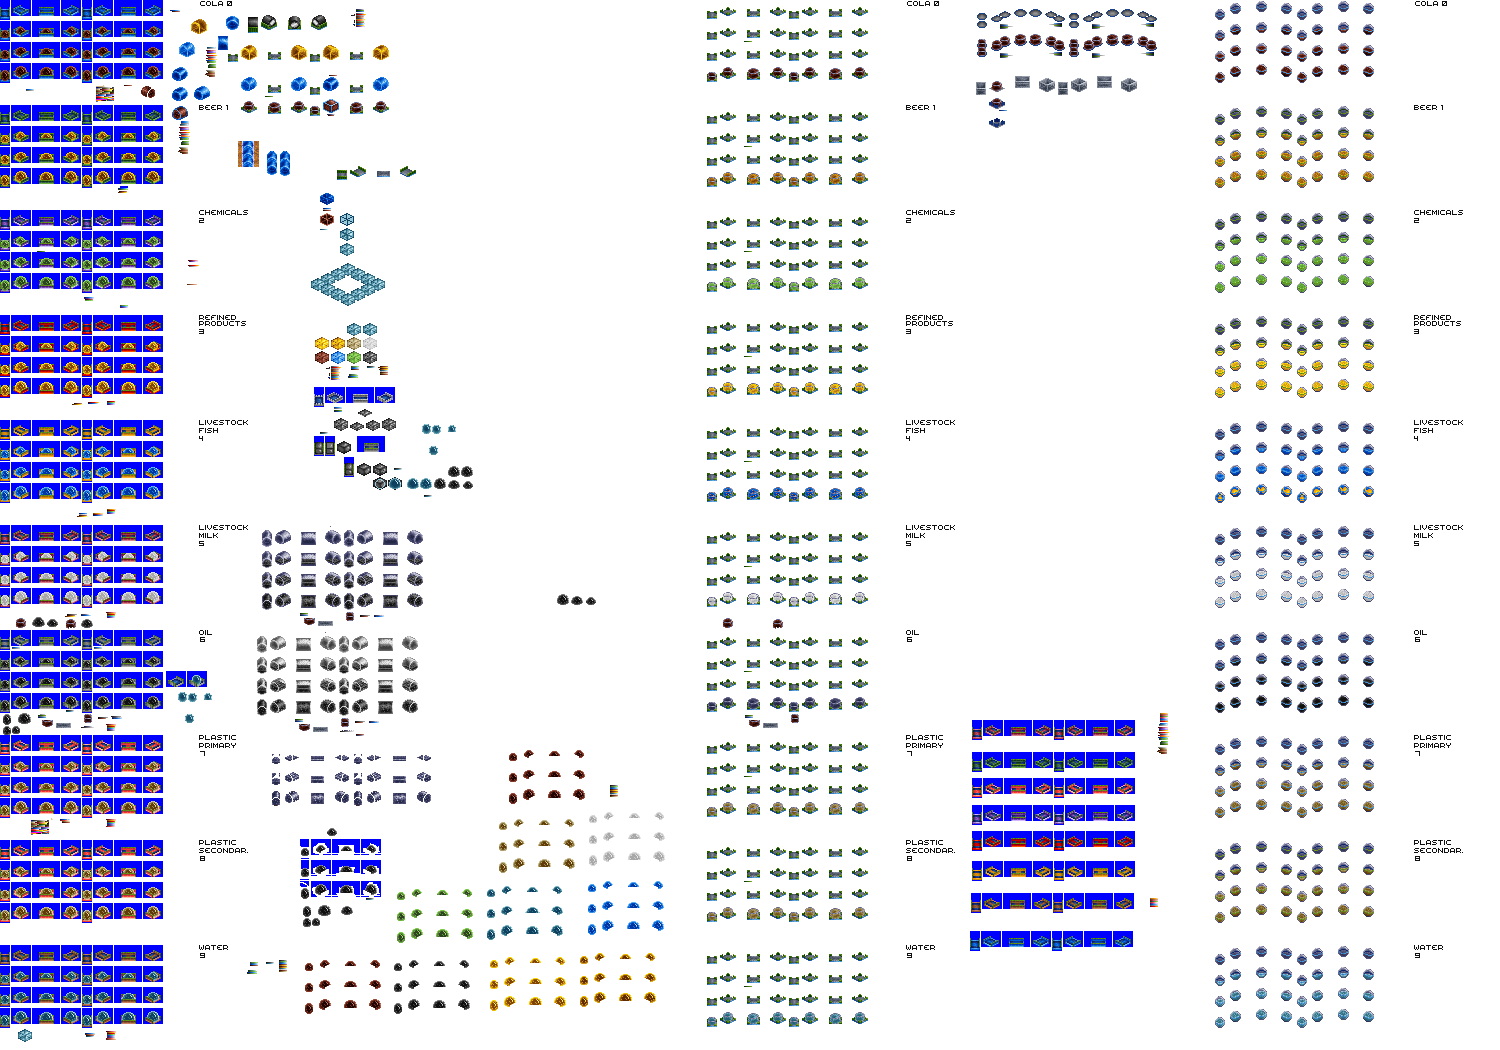 COLA 0
COLA 0
COLA 0
BEER 1
BEER 1
BEER 1
CHEMICALS
2
CHEMICALS
2
CHEMICALS
2
REFINED
PRODUCTS
3
REFINED
PRODUCTS
3
REFINED
PRODUCTS
3
LIVESTOCK
FISH
4
LIVESTOCK
FISH
4
LIVESTOCK
FISH
4
LIVESTOCK
MILK
5
LIVESTOCK
MILK
5
LIVESTOCK
MILK
5
OIL
6
OIL
6
OIL
6
PLASTIC
PRIMARY
7
PLASTIC
PRIMARY
7
PLASTIC
PRIMARY
7
PLASTIC
SECONDAR.
8
PLASTIC
SECONDAR.
8
PLASTIC
SECONDAR.
8
WATER
9
WATER
9
WATER
9